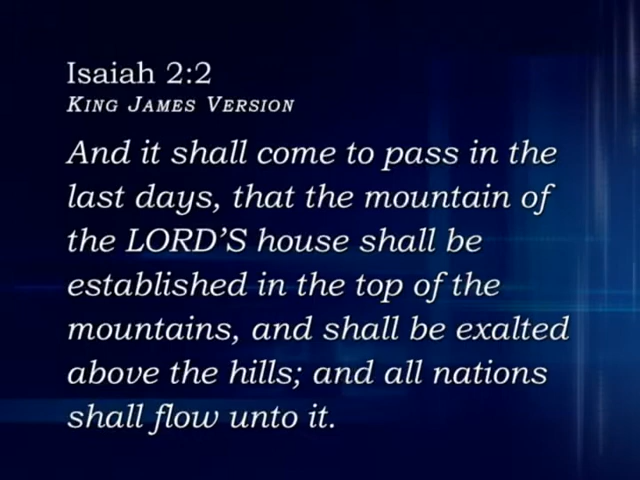 Isaiah 2:2
King James Version
And it shall come to pass in the
last days, that the mountain of
the LORD’S house shall be
established in the top of the
mountains, and shall be exalted
above the hills; and all nations
shall flow unto it.